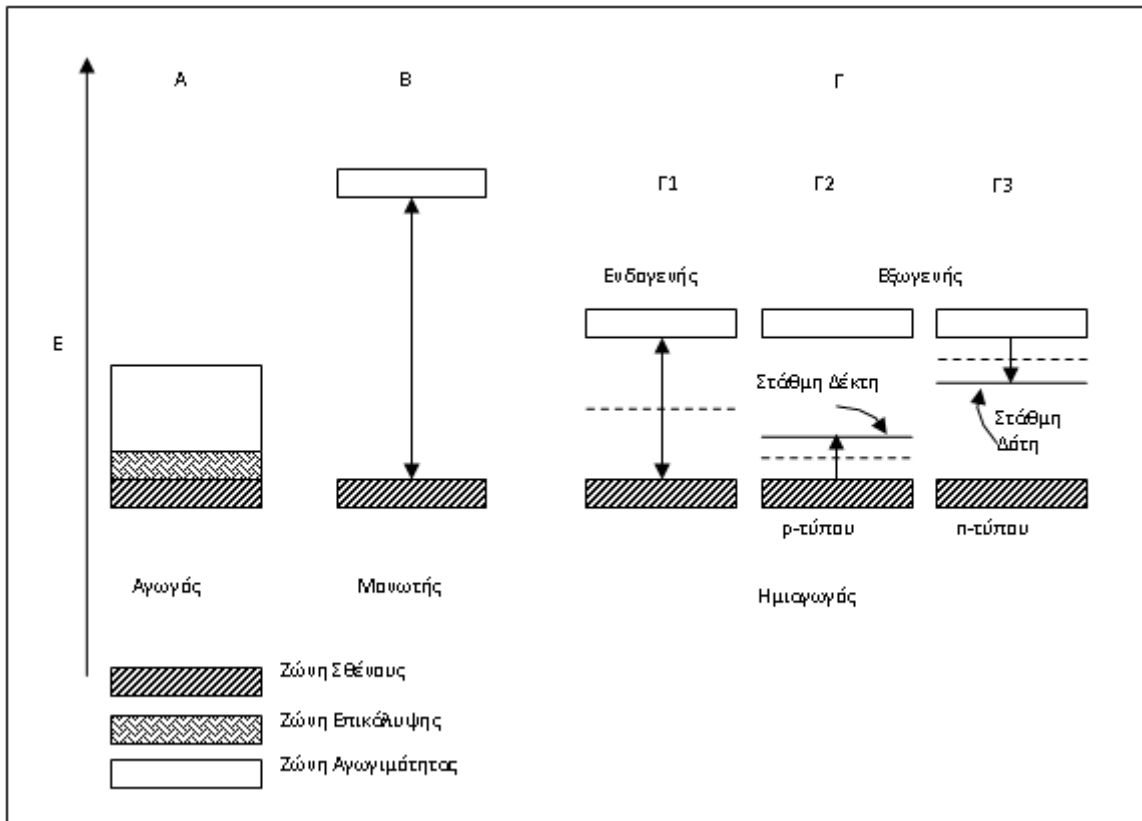 Α
Β
Γ
Γ1
Γ2
Γ3
Ενδογενής
Εξωγενής
Ε
Στάθμη Δέκτη
Στάθμη
Δότη
p-τύπου
n-τύπου
Αγωγός
Μονωτής
Ημιαγωγός
Ζώνη Σθένους
Ζώνη Επικάλυψης
Ζώνη Αγωγιμότητας